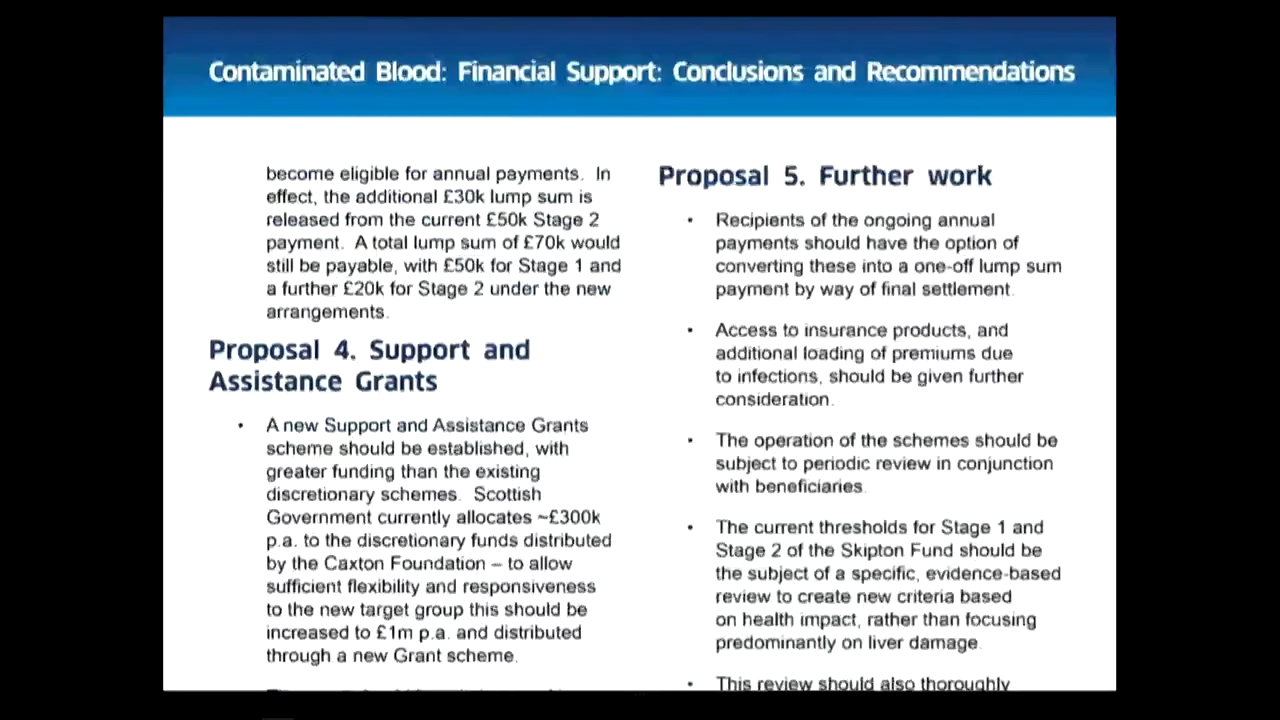 Contaminated Blood: Financial Support: Conclusions and Recommendations
become eligible for annual payments. In
effect, the additional £30k lump sum is
released from the current £50k Stage 2
payment. A total lump sum of £70k would
still be payable, with £50k for Stage 1 and
a further £20k for Stage 2 under the new
arrangements.
Proposal 4. Support and
Assistance Grants
• A new Support and Assistance Grants
scheme should be established, with
greater funding than the existing
discretionary schemes. Scottish
Government currently allocates ~£300k
p.a. to the discretionary funds distributed
by the Caxton Foundation – to allow
sufficient flexibility and responsiveness
to the new target group this should be
increased to £1m p.a. and distributed
through a new Grant scheme.
Proposal 5. Further work
• Recipients of the ongoing annual
payments should have the option of
converting these into a one-off lump sum
payment by way of final settlement.
• Access to insurance products, and
additional loading of premiums due
to infections, should be given further
consideration.
• The operation of the schemes should be
subject to periodic review in conjunction
with beneficiaries.
• The current thresholds for Stage 1 and
Stage 2 of the Skipton Fund should be
the subject of a specific, evidence-based
review to create new criteria based
on health impact, rather than focusing
predominantly on liver damage.
• This review should also thoroughly